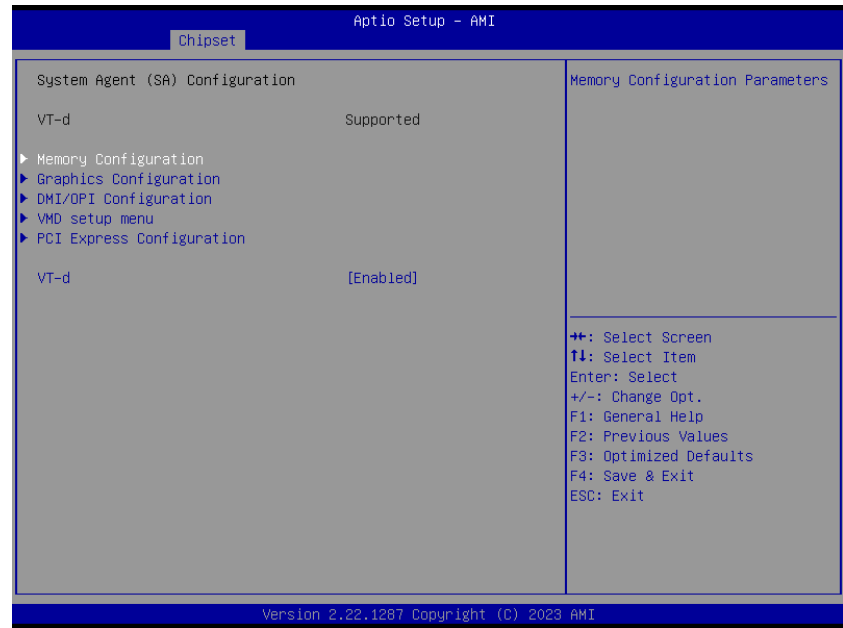 Aptio Setup – AMI
Chipset
System Agent (SA) Configuration
VT-d Supported
Memory Configuration
Graphics Configuration
DMI/OPI Configuration
VMD setup menu
PCI Express Configuration
VT-d [Enabled]
Memory Configuration Parameters
→←: Select Screen
↑↓: Select Item
Enter: Select
+/-: Change Opt.
F1: General Help
F2: Previous Values
F3: Optimized Defaults
F4: Save & Exit
ESC: Exit
Version 2.22.1287 Copyright (C) 2023 AMI